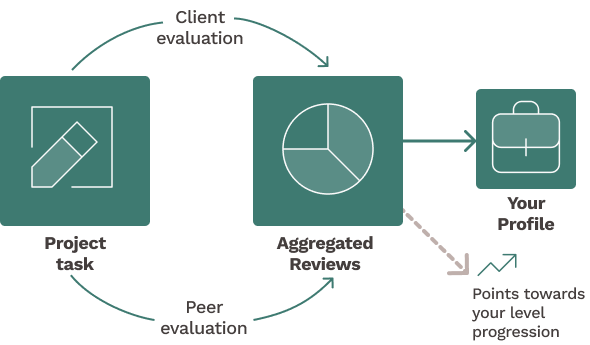 Client
evaluation
Project
task
Aggregated
Reviews
Your
Profile
Peer
evaluation
Points towards
your level
progression